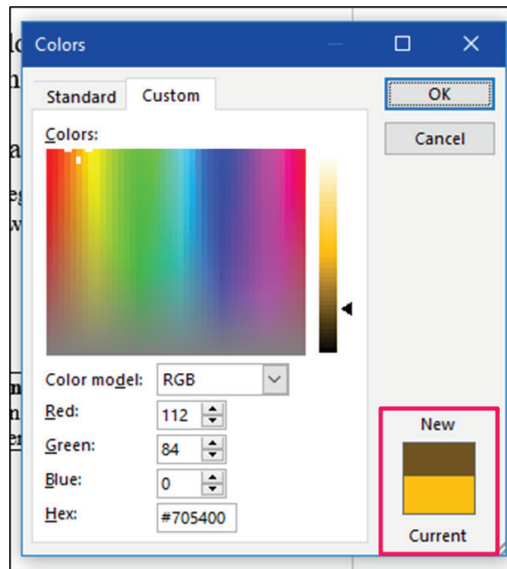 Colors
Standard
Custom
OK
Cancel
Colors:
Color model:
RGB
Red:
112
Green:
84
Blue:
0
Hex:
#705400
New
Current